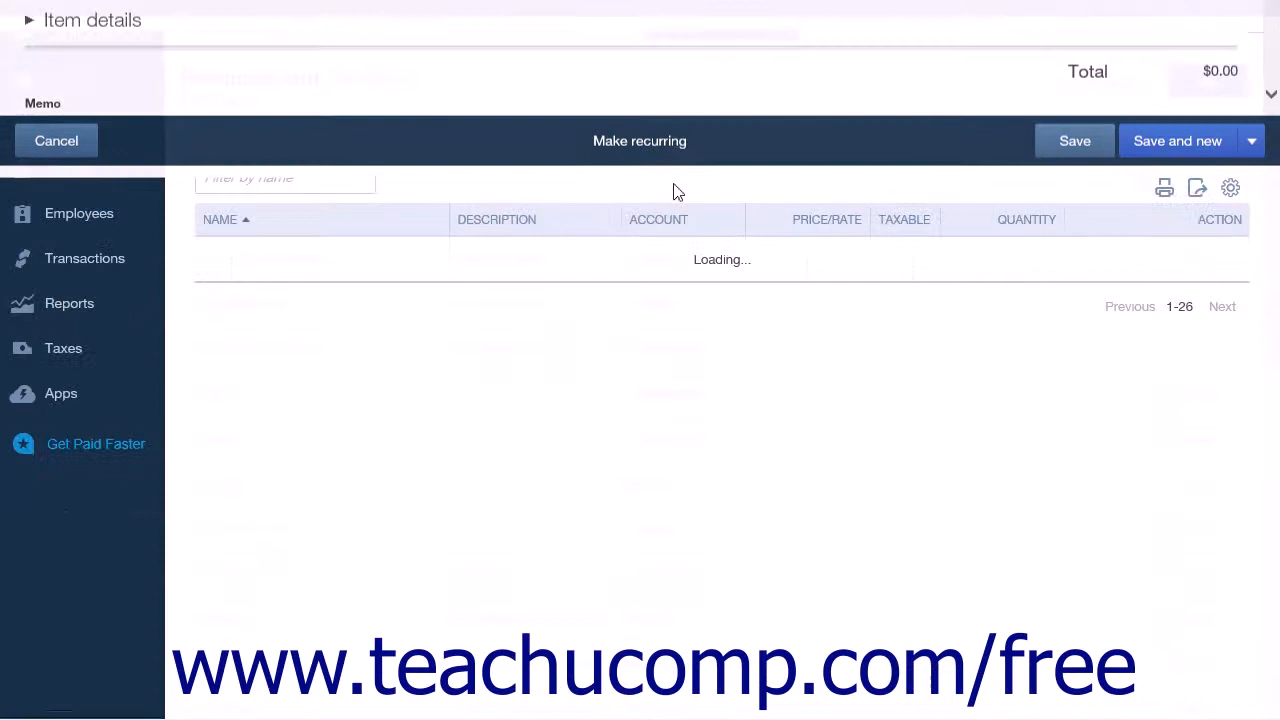 Item details
Total $0.00
Memo
Cancel Make recurring Save Save and new
Filter by name
Employees
NAME DESCRIPTION ACCOUNT PRICE/RATE TAXABLE QUANTITY ACTION
Transactions
Loading...
Reports
Previous 1-26 Next
Taxes
Apps
Get Paid Faster
www.teachucomp.com/free